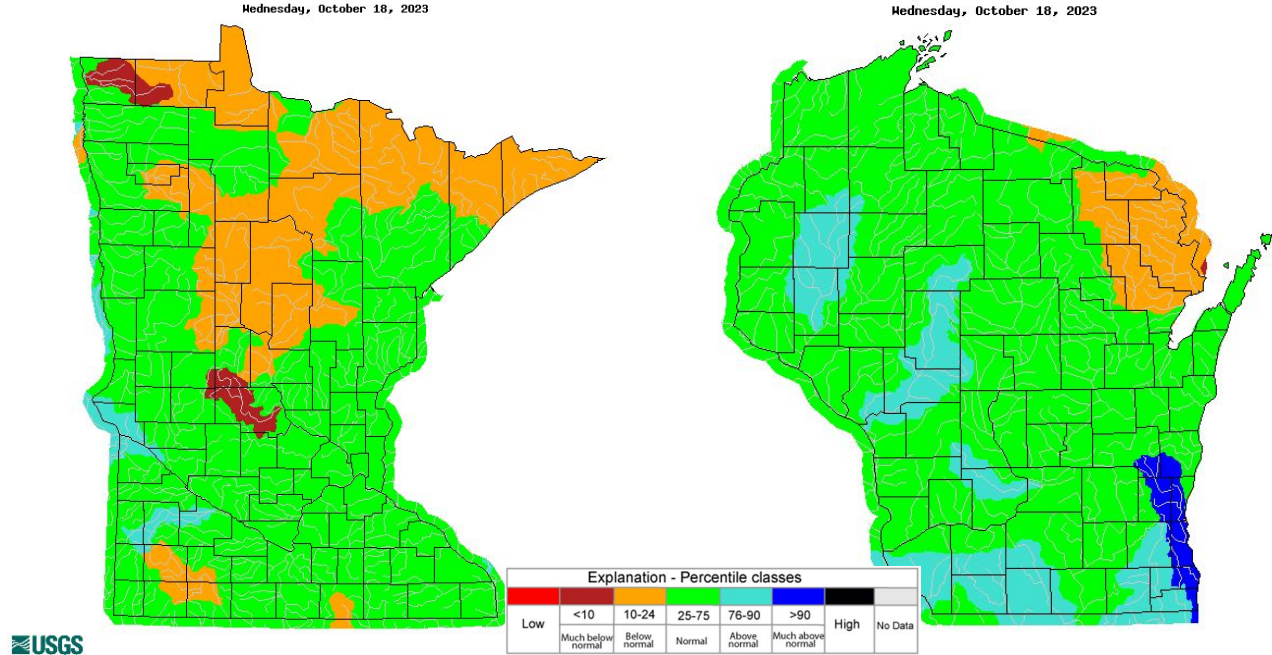 Wednesday, October 18, 2023
Wednesday, October 18, 2023
Explanation - Percentile classes
Low
<10
10-24
25-75
76-90
>90
High
No Data
Much below
normal
Below
normal
Normal
Above
normal
Much above
normal
USGS